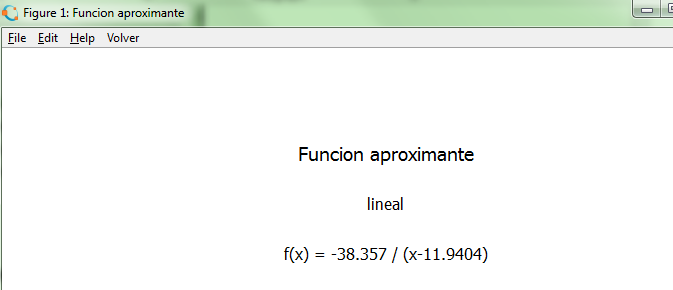 Figure 1: Funcion aproximante
File Edit Help Volver
Funcion aproximante
lineal
f(x) = -38.357 / (x-11.9404)